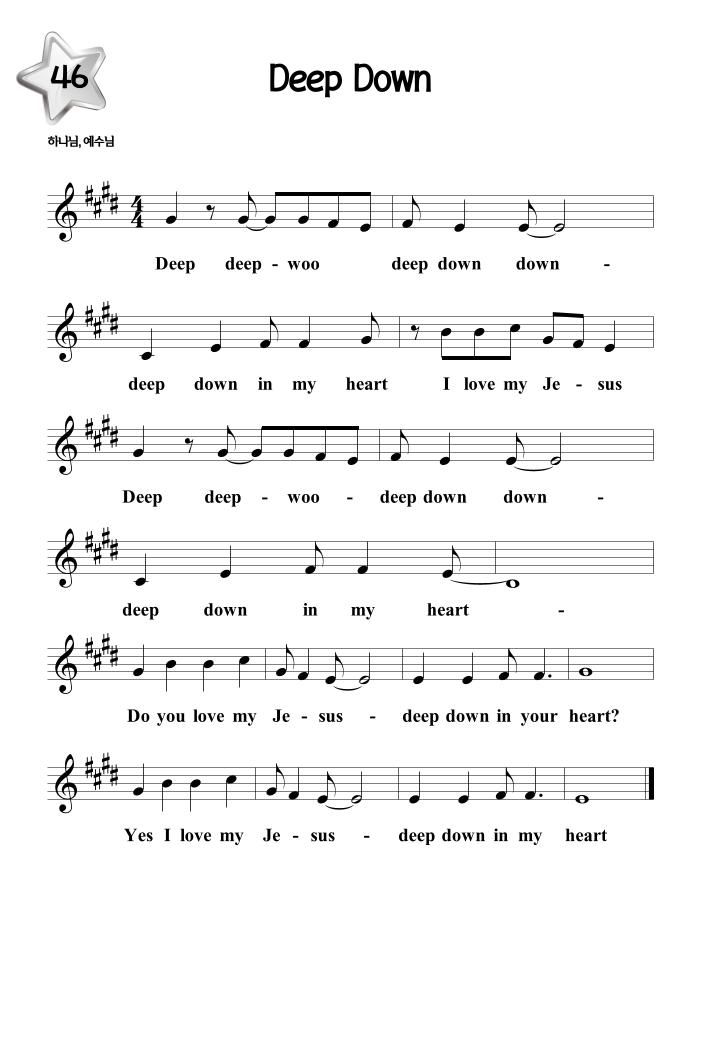 46
Deep Down
하나님, 예수님
4
4
Deep deep - woo deep down down -
deep down in my heart I love my Je - sus
Deep deep - woo - deep down down -
deep down in my heart -
Do you love my Je - sus - deep down in your heart?
Yes I love my Je - sus - deep down in my heart